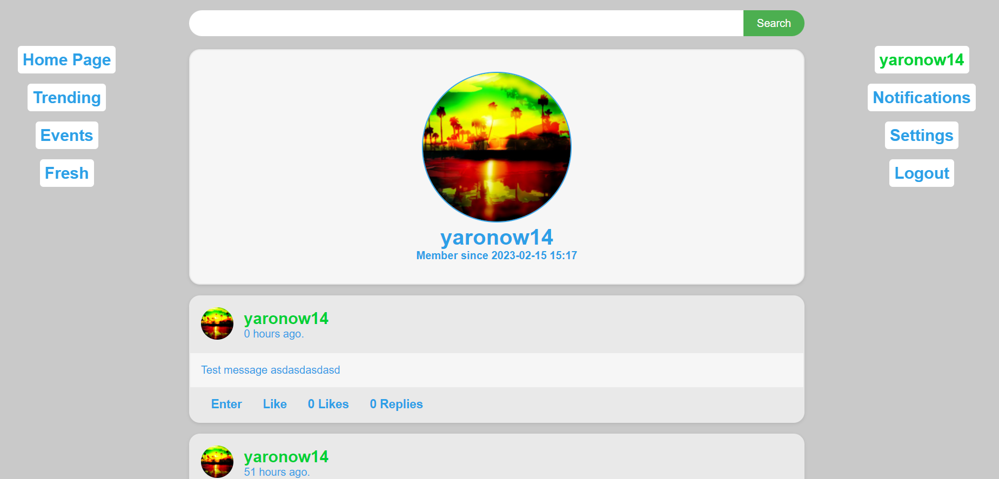 Search
Home Page
Trending
Events
Fresh
yaronow14
Notifications
Settings
Logout
yaronow14
Member since 2023-02-15 15:17
yaronow14
0 hours ago.
Test message asdasdasdasd
Enter Like 0 Likes 0 Replies
yaronow14
51 hours ago.